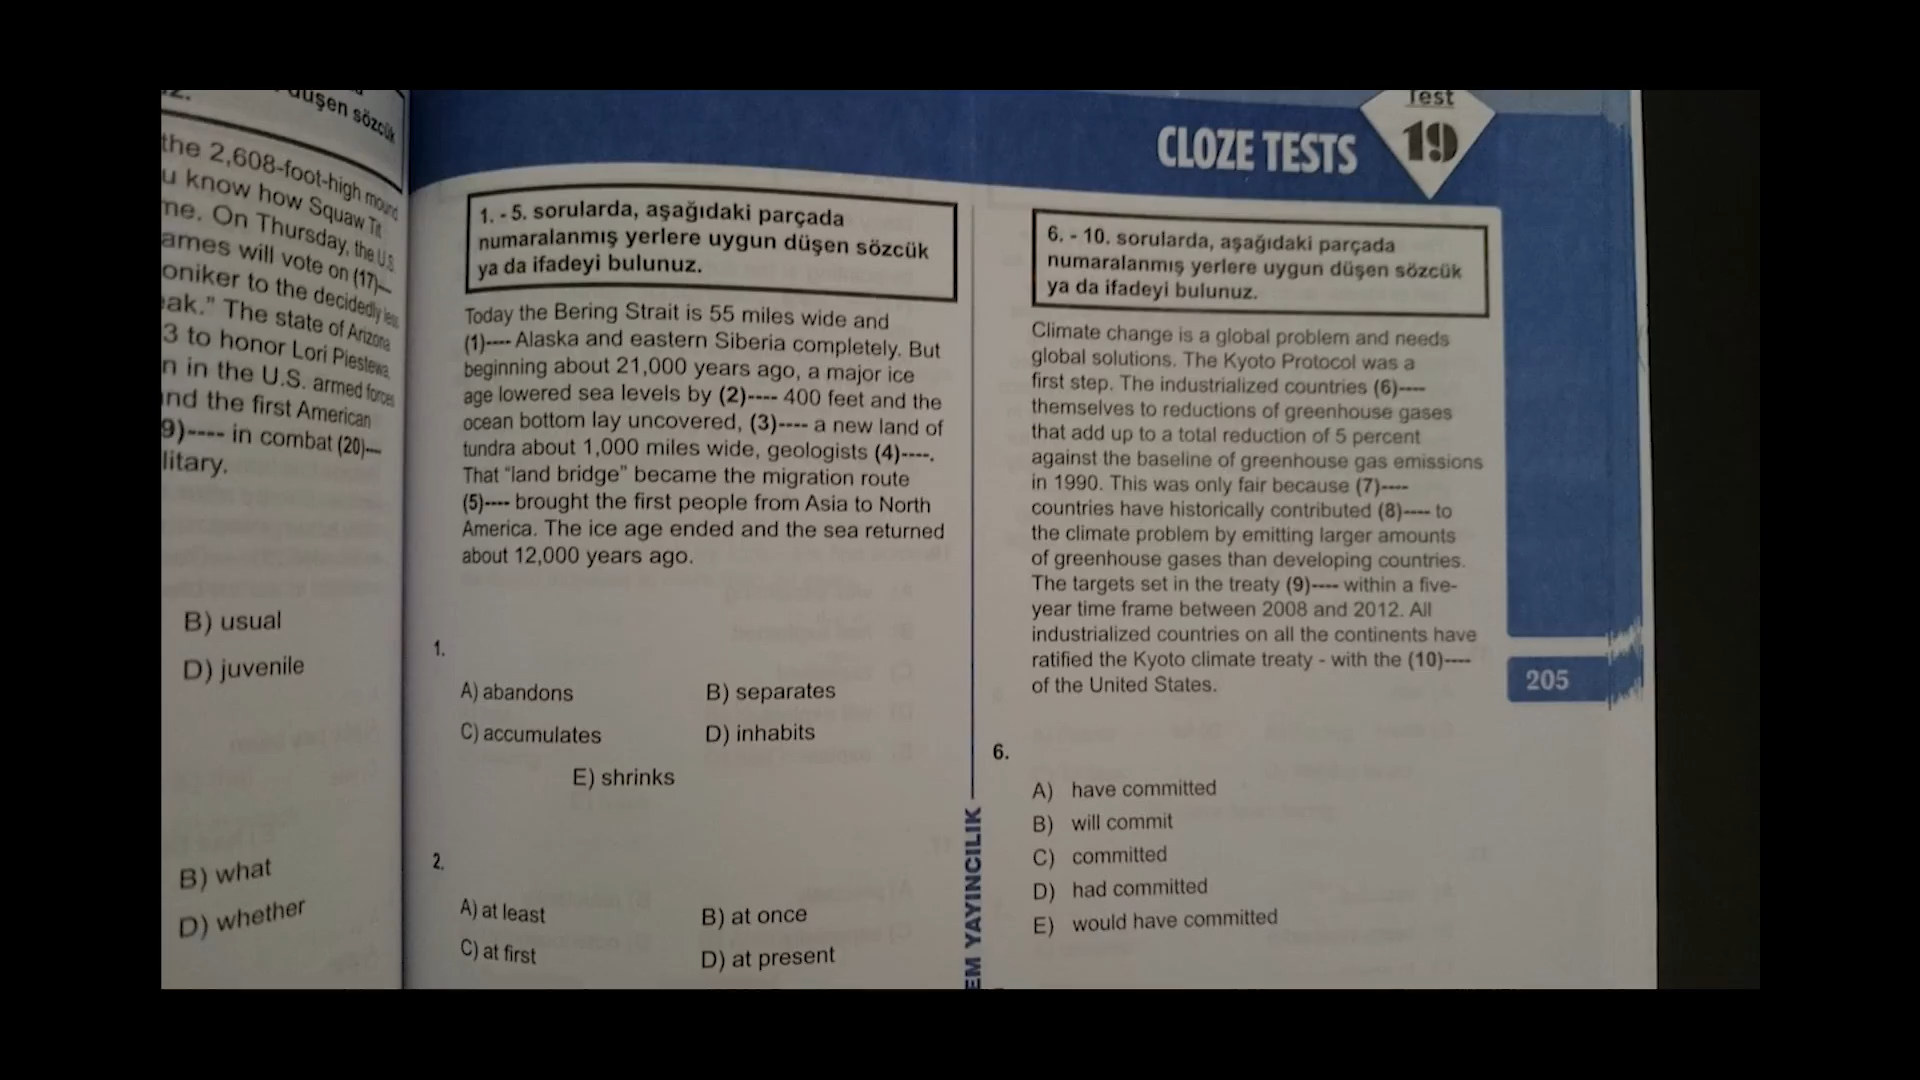 düşen sözcük
the 2,608-foot-high mound
u know how Squaw Tit
me. On Thursday, the U.S.
ames will vote on (17)---
oniker to the decidedly less
eak." The state of Arizona
3 to honor Lori Piestewa,
n in the U.S. armed forces
and the first American
9)---- in combat (20)---
litary.
B) usual
D) juvenile
B) what
D) whether
CLOZE TESTS
Test
19
1. - 5. sorularda, aşağıdaki parçada
numaralanmış yerlere uygun düşen sözcük
ya da ifadeyi bulunuz.
Today the Bering Strait is 55 miles wide and
(1)---- Alaska and eastern Siberia completely. But
beginning about 21,000 years ago, a major ice
age lowered sea levels by (2)---- 400 feet and the
ocean bottom lay uncovered, (3)---- a new land of
tundra about 1,000 miles wide, geologists (4)----.
That “land bridge” became the migration route
(5)---- brought the first people from Asia to North
America. The ice age ended and the sea returned
about 12,000 years ago.
1.
A) abandons
B) separates
C) accumulates
D) inhabits
E) shrinks
2.
A) at least
B) at once
C) at first
D) at present
EM YAYINCILIK
6. - 10. sorularda, aşağıdaki parçada
numaralanmış yerlere uygun düşen sözcük
ya da ifadeyi bulunuz.
Climate change is a global problem and needs
global solutions. The Kyoto Protocol was a
first step. The industrialized countries (6)----
themselves to reductions of greenhouse gases
that add up to a total reduction of 5 percent
against the baseline of greenhouse gas emissions
in 1990. This was only fair because (7)----
countries have historically contributed (8)---- to
the climate problem by emitting larger amounts
of greenhouse gases than developing countries.
The targets set in the treaty (9)---- within a five-
year time frame between 2008 and 2012. All
industrialized countries on all the continents have
ratified the Kyoto climate treaty - with the (10)----
of the United States.
6.
A) have committed
B) will commit
C) committed
D) had committed
E) would have committed
205